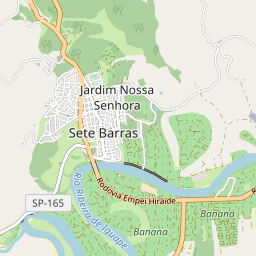 Jardim Nossa
Senhora
Sete Barras
SP-165
Rodovia Empei Hiraide
Rio Ribeira de Iguape
Banana
Banana